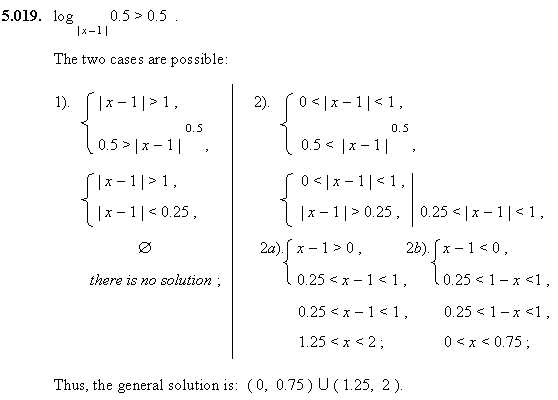 5.019. log |x – 1| 0.5 > 0.5 .
The two cases are possible:
1). { | x – 1 | > 1 ,
0.5 > | x – 1 | 0.5 ,
{ | x – 1 | > 1 ,
| x – 1 | < 0.25 ,
∅
there is no solution ;
2). { 0 < | x – 1 | < 1 ,
0.5 < | x – 1 | 0.5 ,
{ 0 < | x – 1 | < 1 ,
| x – 1 | > 0.25 , | 0.25 < | x – 1 | < 1 ,
2a). { x – 1 > 0 ,
0.25 < x – 1 < 1 ,
0.25 < x – 1 < 1 ,
1.25 < x < 2 ;
2b). { x – 1 < 0 ,
0.25 < 1 – x < 1 ,
0.25 < 1 – x < 1 ,
0 < x < 0.75 ;
Thus, the general solution is: ( 0, 0.75 ) U ( 1.25, 2 ).